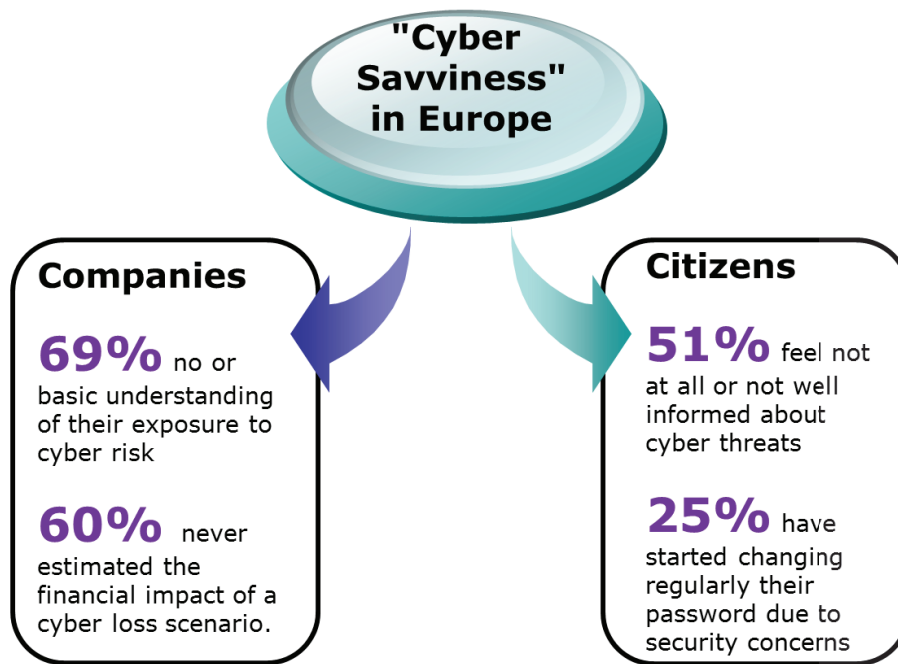 "Cyber
Savviness"
in Europe
Companies
69% no or
basic understanding
of their exposure to
cyber risk
60% never
estimated the
financial impact of a
cyber loss scenario.
Citizens
51% feel not
at all or not well
informed about
cyber threats
25% have
started changing
regularly their
password due to
security concerns